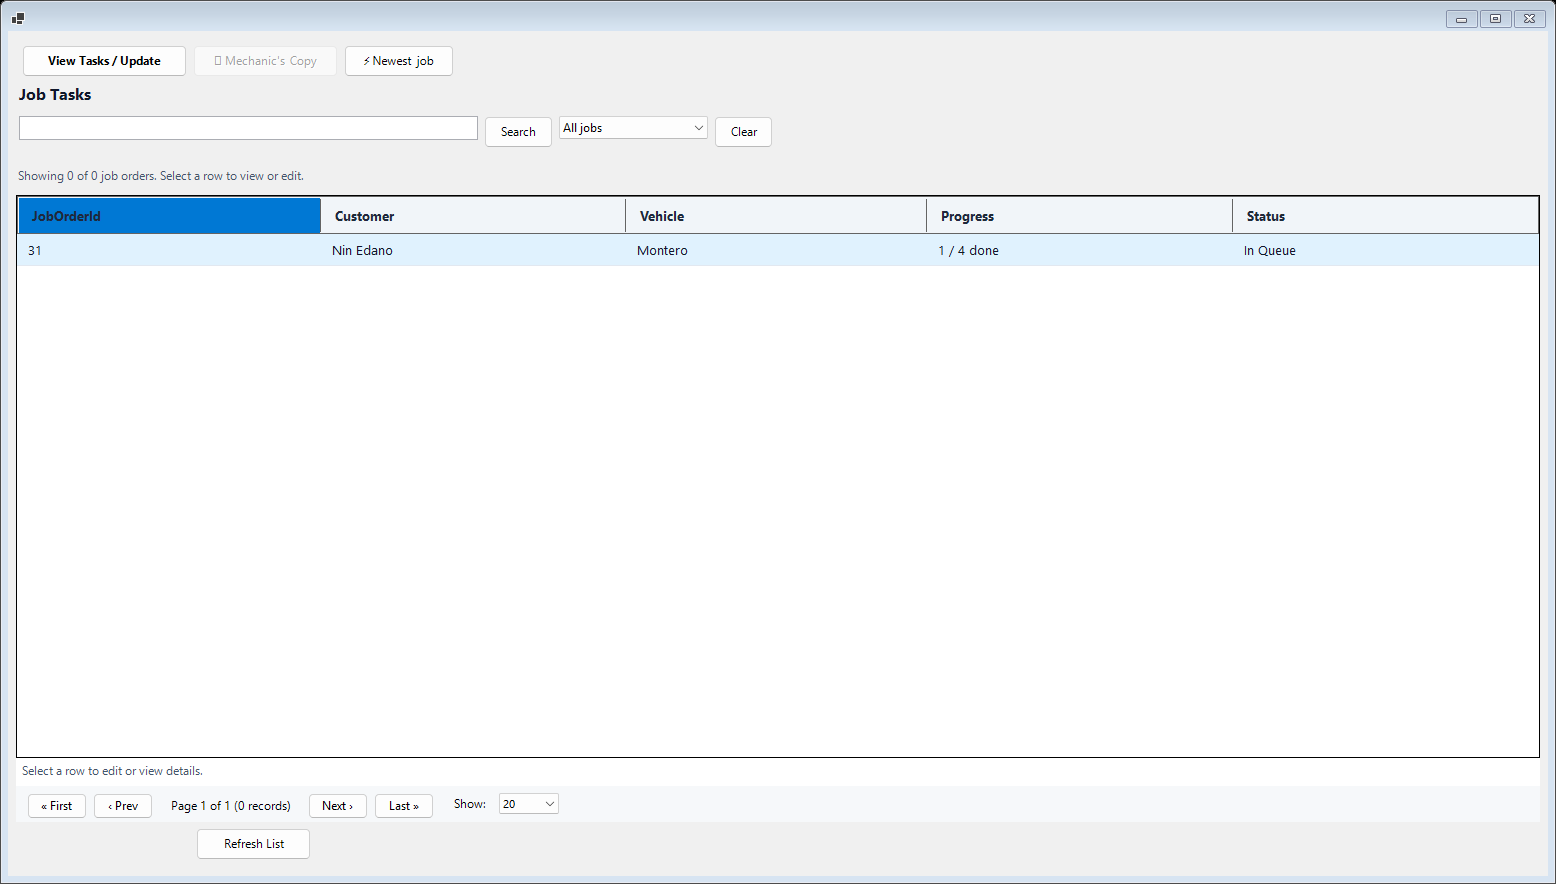 View Tasks / Update
▯ Mechanic's Copy
⚡ Newest job
Job Tasks
Search
All jobs
Clear
Showing 0 of 0 job orders. Select a row to view or edit.
JobOrderId Customer Vehicle Progress Status
31 Nin Edano Montero 1 / 4 done In Queue
Select a row to edit or view details.
« First ‹ Prev Page 1 of 1 (0 records) Next › Last » Show: 20
Refresh List